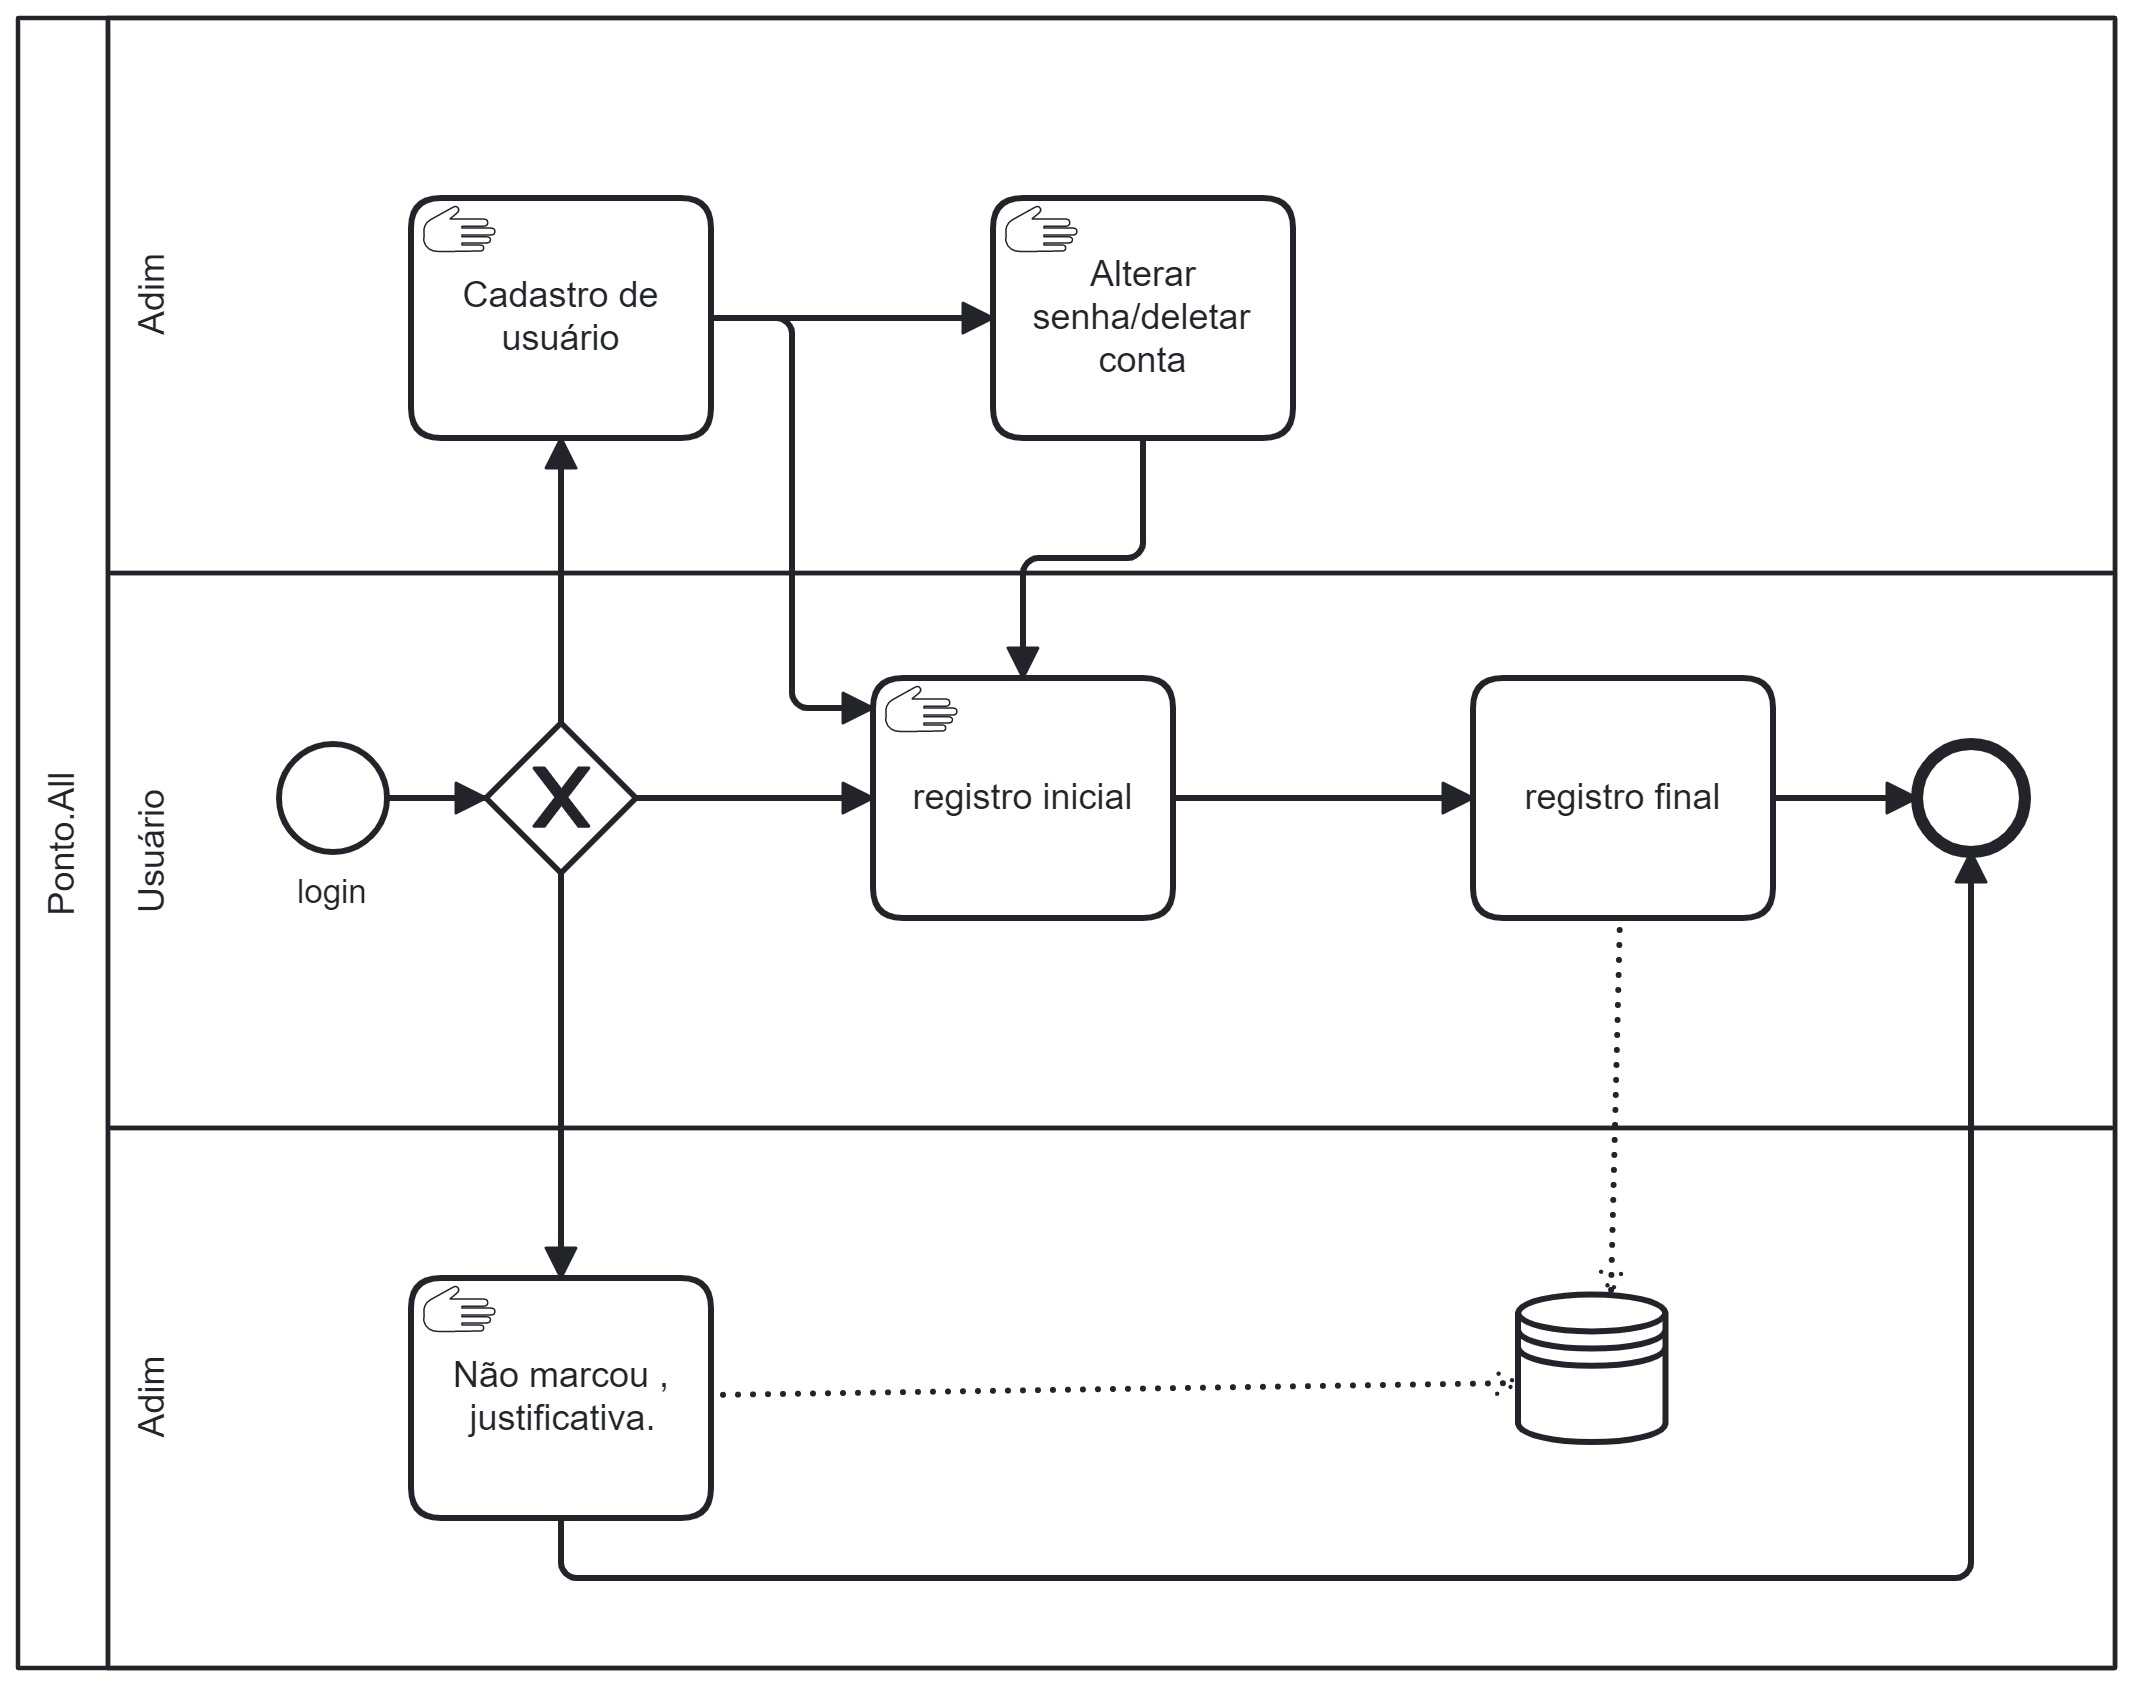 Ponto.All
Adim
Cadastro de
usuário
Alterar
senha/deletar
conta
Usuário
login
X
registro inicial
registro final
Adim
Não marcou ,
justificativa.